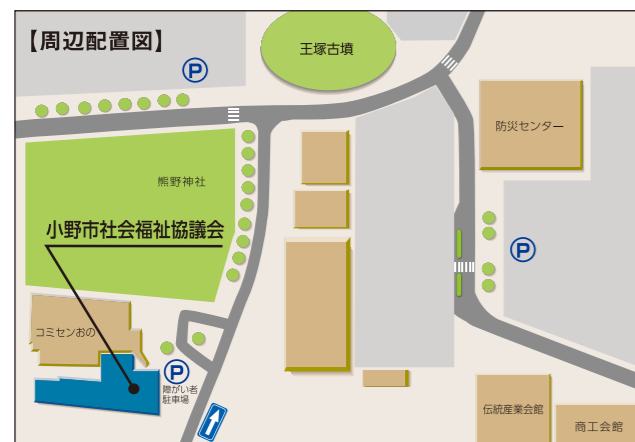 【周辺配置図】
P
王塚古墳
防災センター
熊野神社
小野市社会福祉協議会
P
コミセンおの
P
障がい者
駐車場
伝統産業会館
商工会館